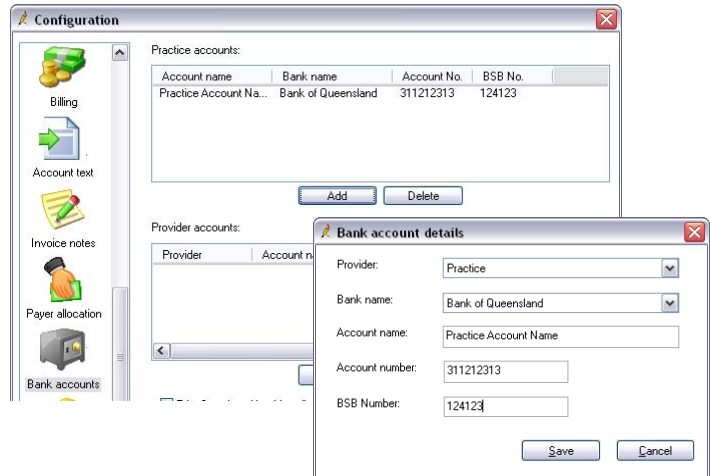 Configuration
Practice accounts:
Account name Bank name Account No. BSB No.
Practice Account Na... Bank of Queensland 311212313 124123
Add Delete
Provider accounts:
Provider Account n
Billing
Account text
Invoice notes
Payer allocation
Bank accounts
Bank account details
Provider: Practice
Bank name: Bank of Queensland
Account name: Practice Account Name
Account number: 311212313
BSB Number: 124123
Save Cancel